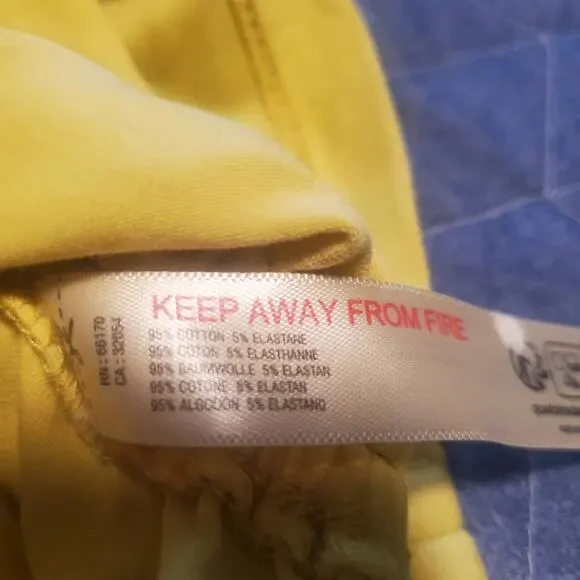 KEEP AWAY FROM FIRE
95% COTTON 5% ELASTANE
95% COTON 5% ELASTHANNE
95% BAUMWOLLE 5% ELASTAN
95% COTONE 5% ELASTAN
95% ALGODON 5% ELASTANO
RN: 66170
CA: 32654